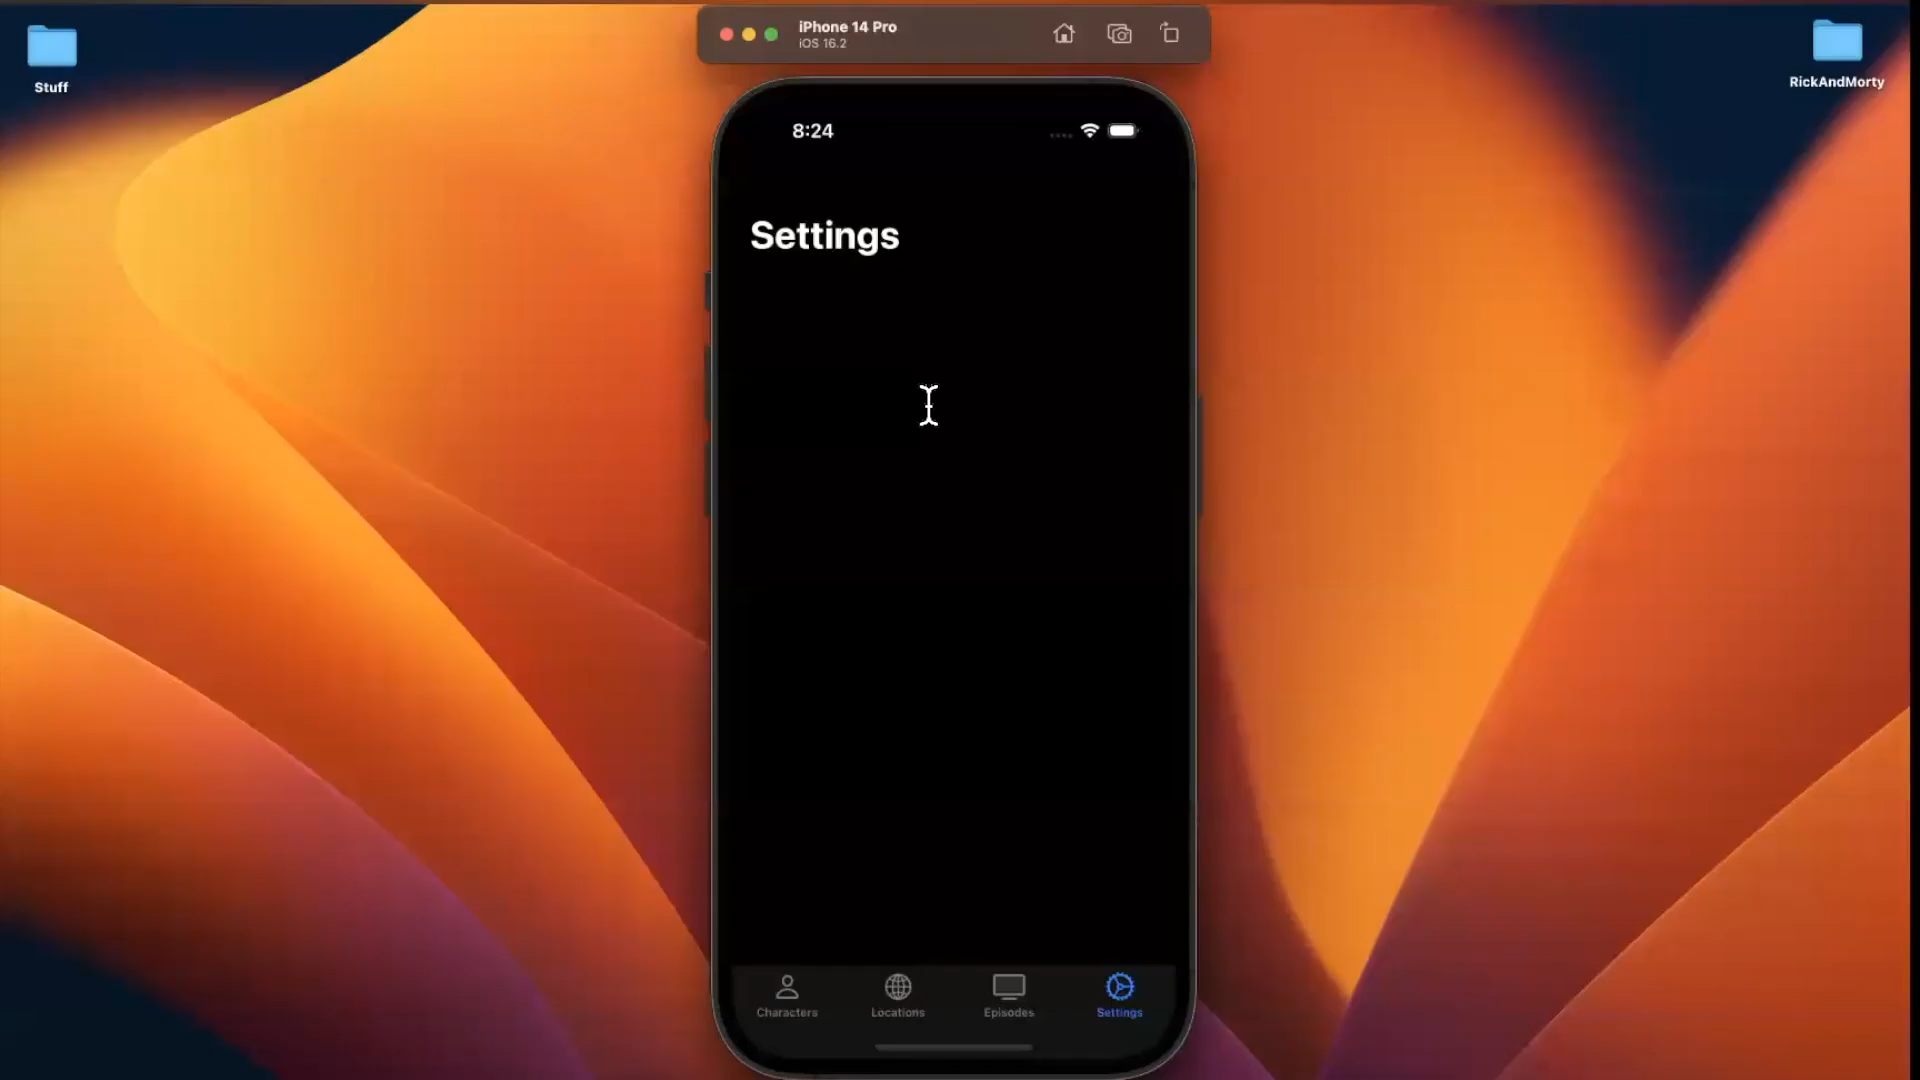 iPhone 14 Pro
iOS 16.2
Stuff
RickAndMorty
8:24
Settings
Characters
Locations
Episodes
Settings